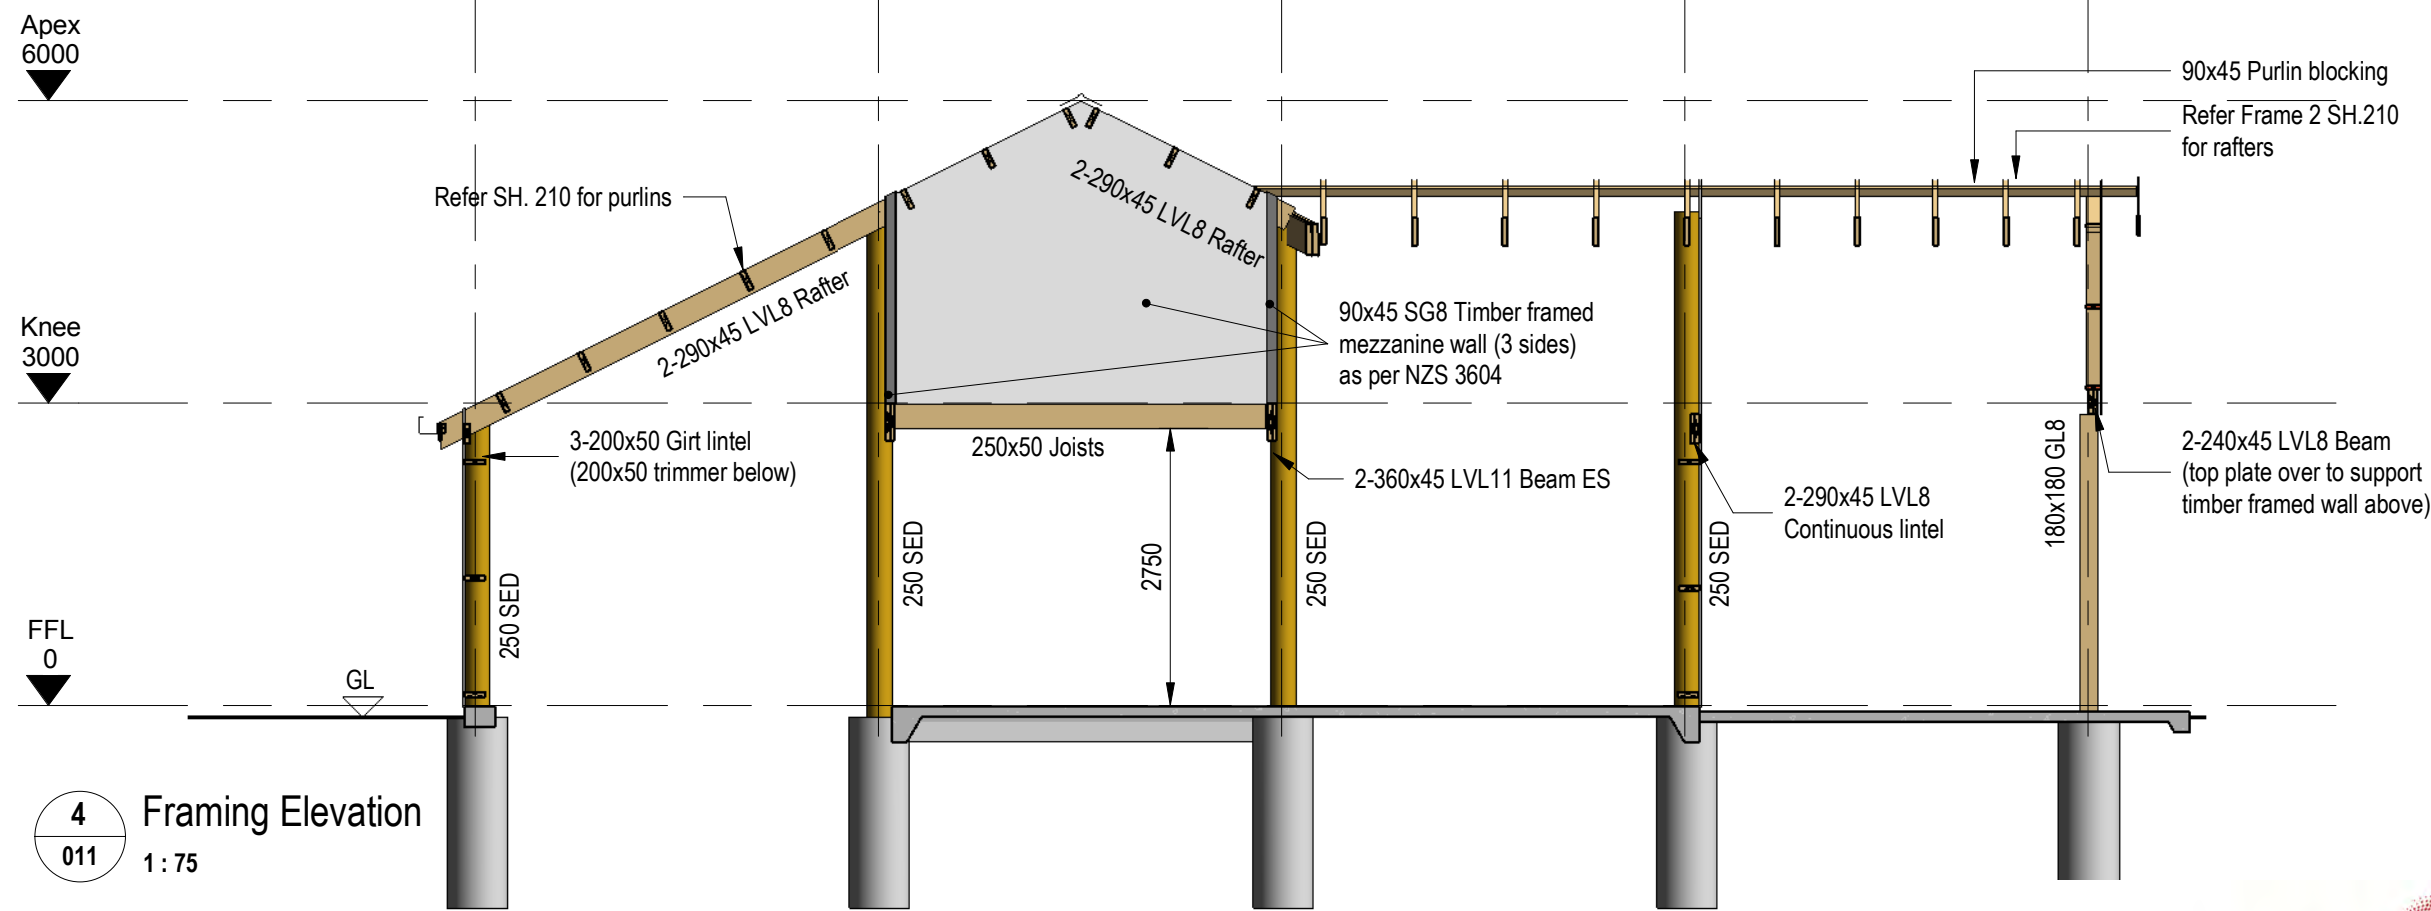 Apex
6000
90x45 Purlin blocking
Refer Frame 2 SH.210
for rafters
Refer SH. 210 for purlins
2-290x45 LVL8 Rafter
2-290x45 LVL8 Rafter
Knee
3000
90x45 SG8 Timber framed
mezzanine wall (3 sides)
as per NZS 3604
3-200x50 Girt lintel
(200x50 trimmer below)
250x50 Joists
2-360x45 LVL11 Beam ES
2-290x45 LVL8
Continuous lintel
180x180 GL8
2-240x45 LVL8 Beam
(top plate over to support
timber framed wall above)
250 SED
250 SED
2750
250 SED
250 SED
FFL
0
GL
4
011
Framing Elevation
1 : 75